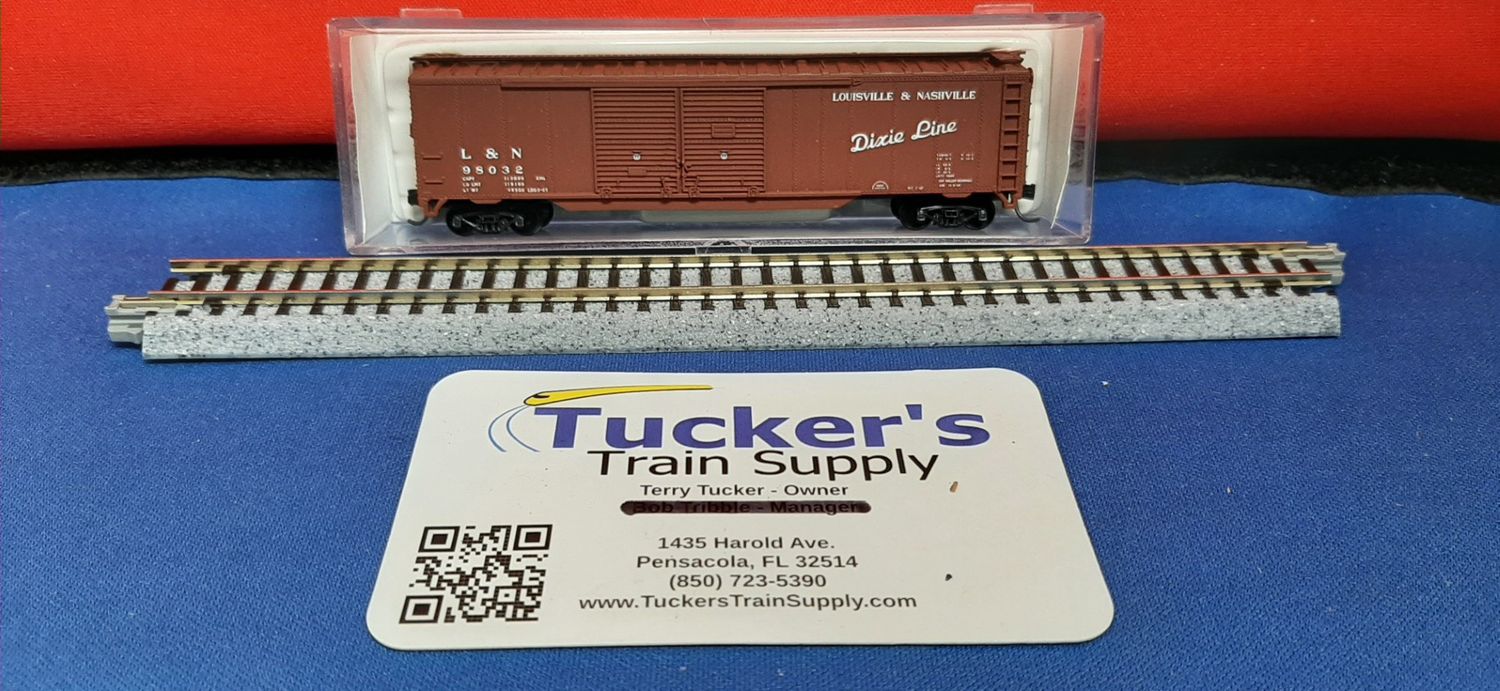 LOUISVILLE & NASHVILLE
Dixie Line
L & N
98032
Tucker's
Train Supply
Terry Tucker - Owner
Bob Tribble - Manager
1435 Harold Ave.
Pensacola, FL 32514
(850) 723-5390
www.TuckersTrainSupply.com